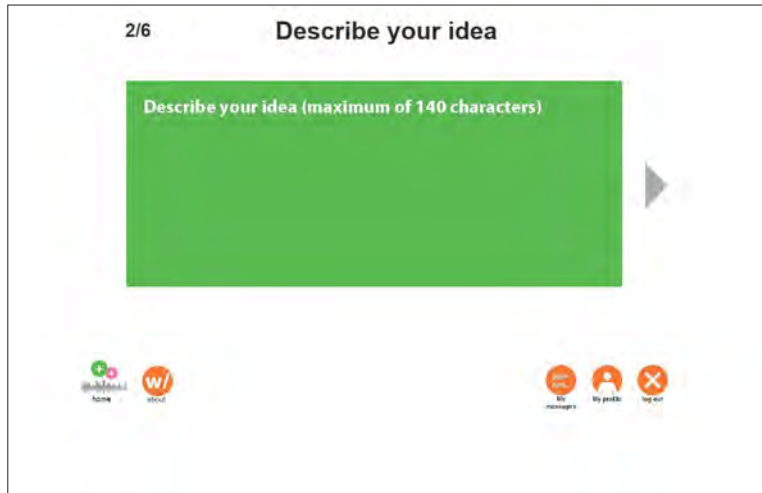 2/6
Describe your idea
Describe your idea (maximum of 140 characters)
w/
home
about
My
messages
My profile
log out